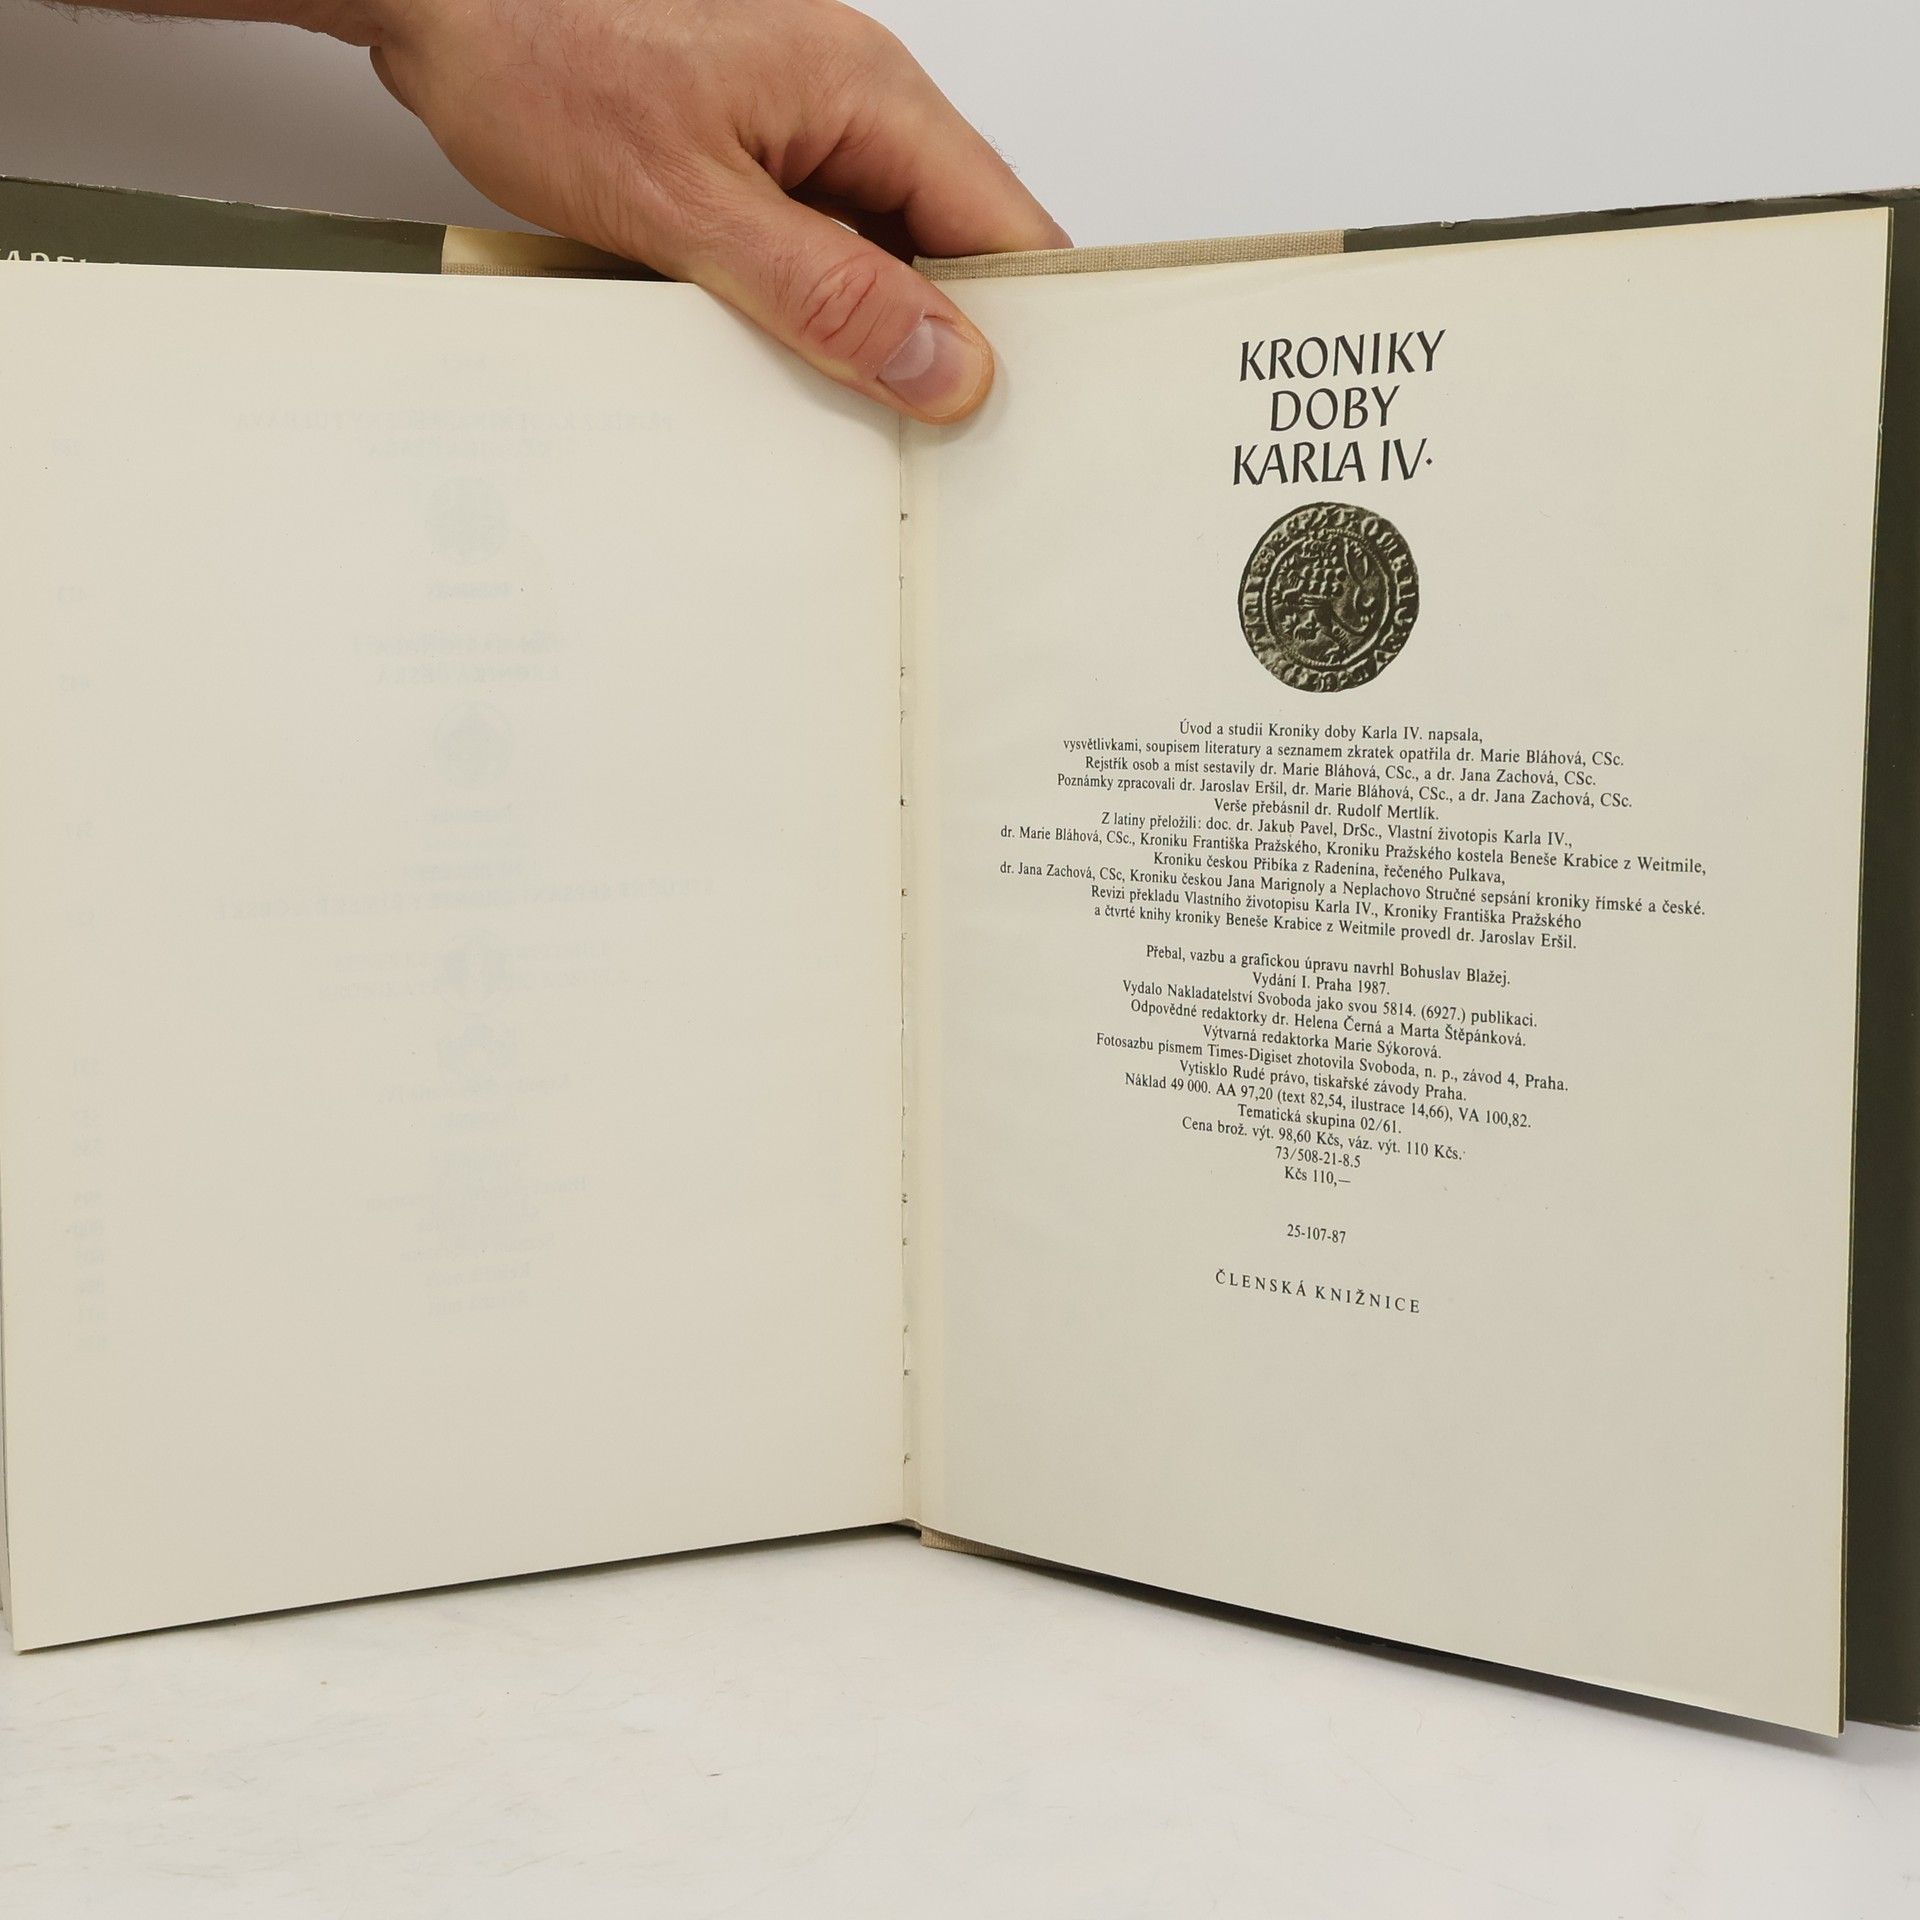 KRONIKY
DOBY
KARLA IV.
Úvod a studii Kroniky doby Karla IV. napsala,
vysvětlivkami, soupisem literatury a seznamem zkratek opatřila dr. Marie Bláhová, CSc.
Rejstřík osob a míst sestavily dr. Marie Bláhová, CSc., a dr. Jana Zachová, CSc.
Poznámky zpracovali dr. Jaroslav Eršil, dr. Marie Bláhová, CSc., a dr. Jana Zachová, CSc.
Verše přebásnil dr. Rudolf Mertlík.
Z latiny přeložili: doc. dr. Jakub Pavel, DrSc., Vlastní životopis Karla IV.,
dr. Marie Bláhová, CSc., Kroniku Františka Pražského, Kroniku Pražského kostela Beneše Krabice z Weitmile,
Kroniku českou Přibíka z Radenína, řečeného Pulkava,
dr. Jana Zachová, CSc, Kroniku českou Jana Marignoly a Neplachovo Stručné sepsání kroniky římské a české.
Revizi překladu Vlastního životopisu Karla IV., Kroniky Františka Pražského
a čtvrté knihy kroniky Beneše Krabice z Weitmile provedl dr. Jaroslav Eršil.
Přebal, vazbu a grafickou úpravu navrhl Bohuslav Blažej.
Vydání I. Praha 1987.
Vydalo Nakladatelství Svoboda jako svou 5814. (6927.) publikaci.
Odpovědné redaktorky dr. Helena Černá a Marta Štěpánková.
Výtvarná redaktorka Marie Sýkorová.
Fotosazbu písmem Times-Digiset zhotovila Svoboda, n. p., závod 4, Praha.
Vytisklo Rudé právo, tiskařské závody Praha.
Náklad 49 000. AA 97,20 (text 82,54, ilustrace 14,66), VA 100,82.
Tematická skupina 02/61.
Cena brož. výt. 98,60 Kčs, váz. výt. 110 Kčs.
73/508-21-8.5
Kčs 110,—
25-107-87
ČLENSKÁ KNIŽNICE